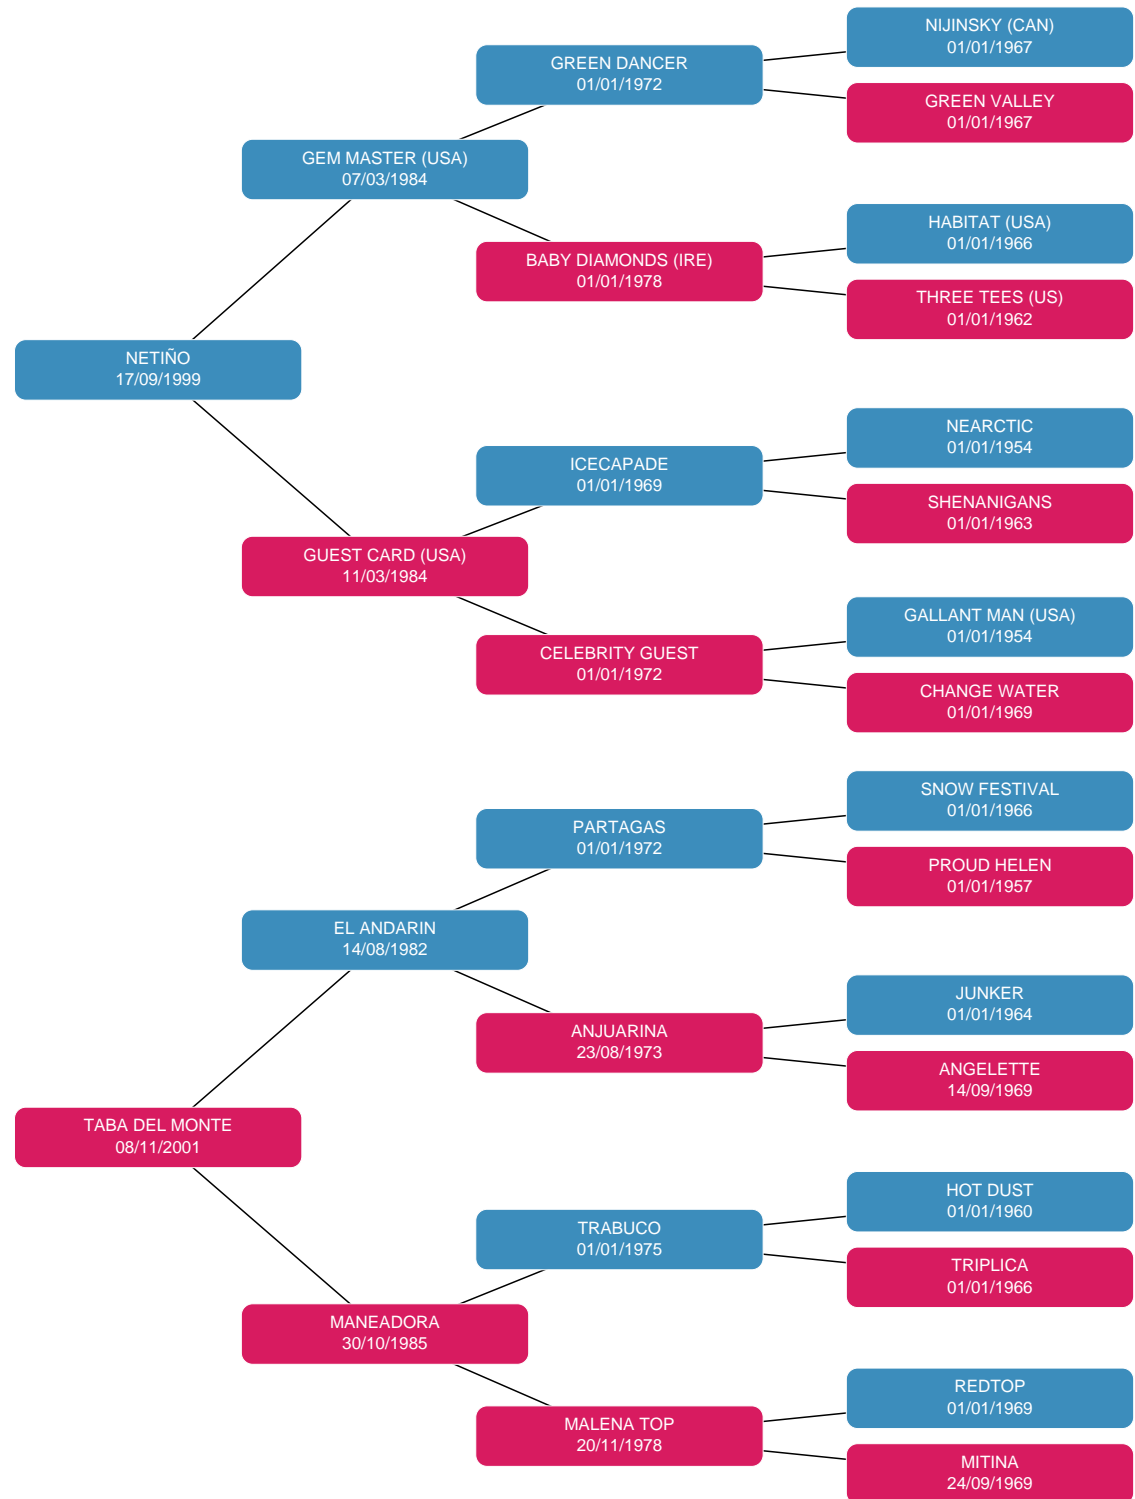 NIJINSKY (CAN)
01/01/1967
GREEN DANCER
01/01/1972
GREEN VALLEY
01/01/1967
GEM MASTER (USA)
07/03/1984
HABITAT (USA)
01/01/1966
BABY DIAMONDS (IRE)
01/01/1978
THREE TEES (US)
01/01/1962
NETIÑO
17/09/1999
NEARCTIC
01/01/1954
ICECAPADE
01/01/1969
SHENANIGANS
01/01/1963
GUEST CARD (USA)
11/03/1984
GALLANT MAN (USA)
01/01/1954
CELEBRITY GUEST
01/01/1972
CHANGE WATER
01/01/1969
SNOW FESTIVAL
01/01/1966
PARTAGAS
01/01/1972
PROUD HELEN
01/01/1957
EL ANDARIN
14/08/1982
JUNKER
01/01/1964
ANJUARINA
23/08/1973
ANGELETTE
14/09/1969
TABA DEL MONTE
08/11/2001
HOT DUST
01/01/1960
TRABUCO
01/01/1975
TRIPLICA
01/01/1966
MANEADORA
30/10/1985
REDTOP
01/01/1969
MALENA TOP
20/11/1978
MITINA
24/09/1969